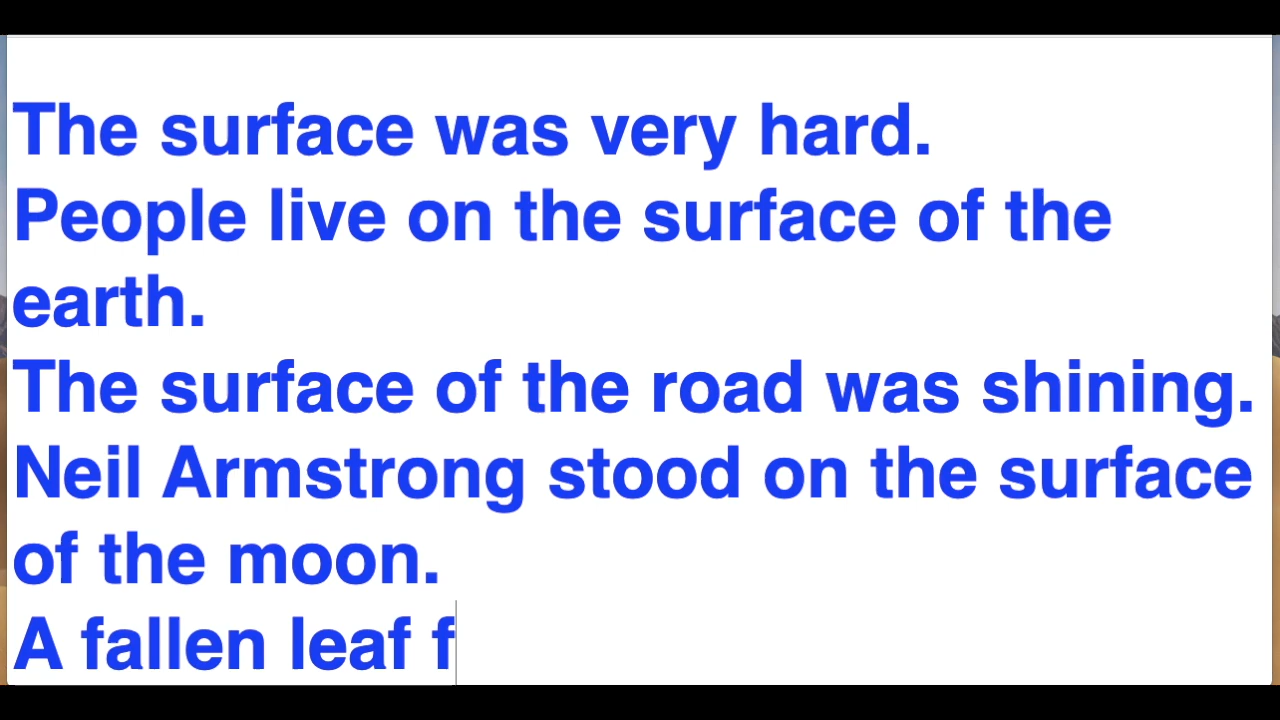 The surface was very hard.
People live on the surface of the
earth.
The surface of the road was shining.
Neil Armstrong stood on the surface
of the moon.
A fallen leaf f